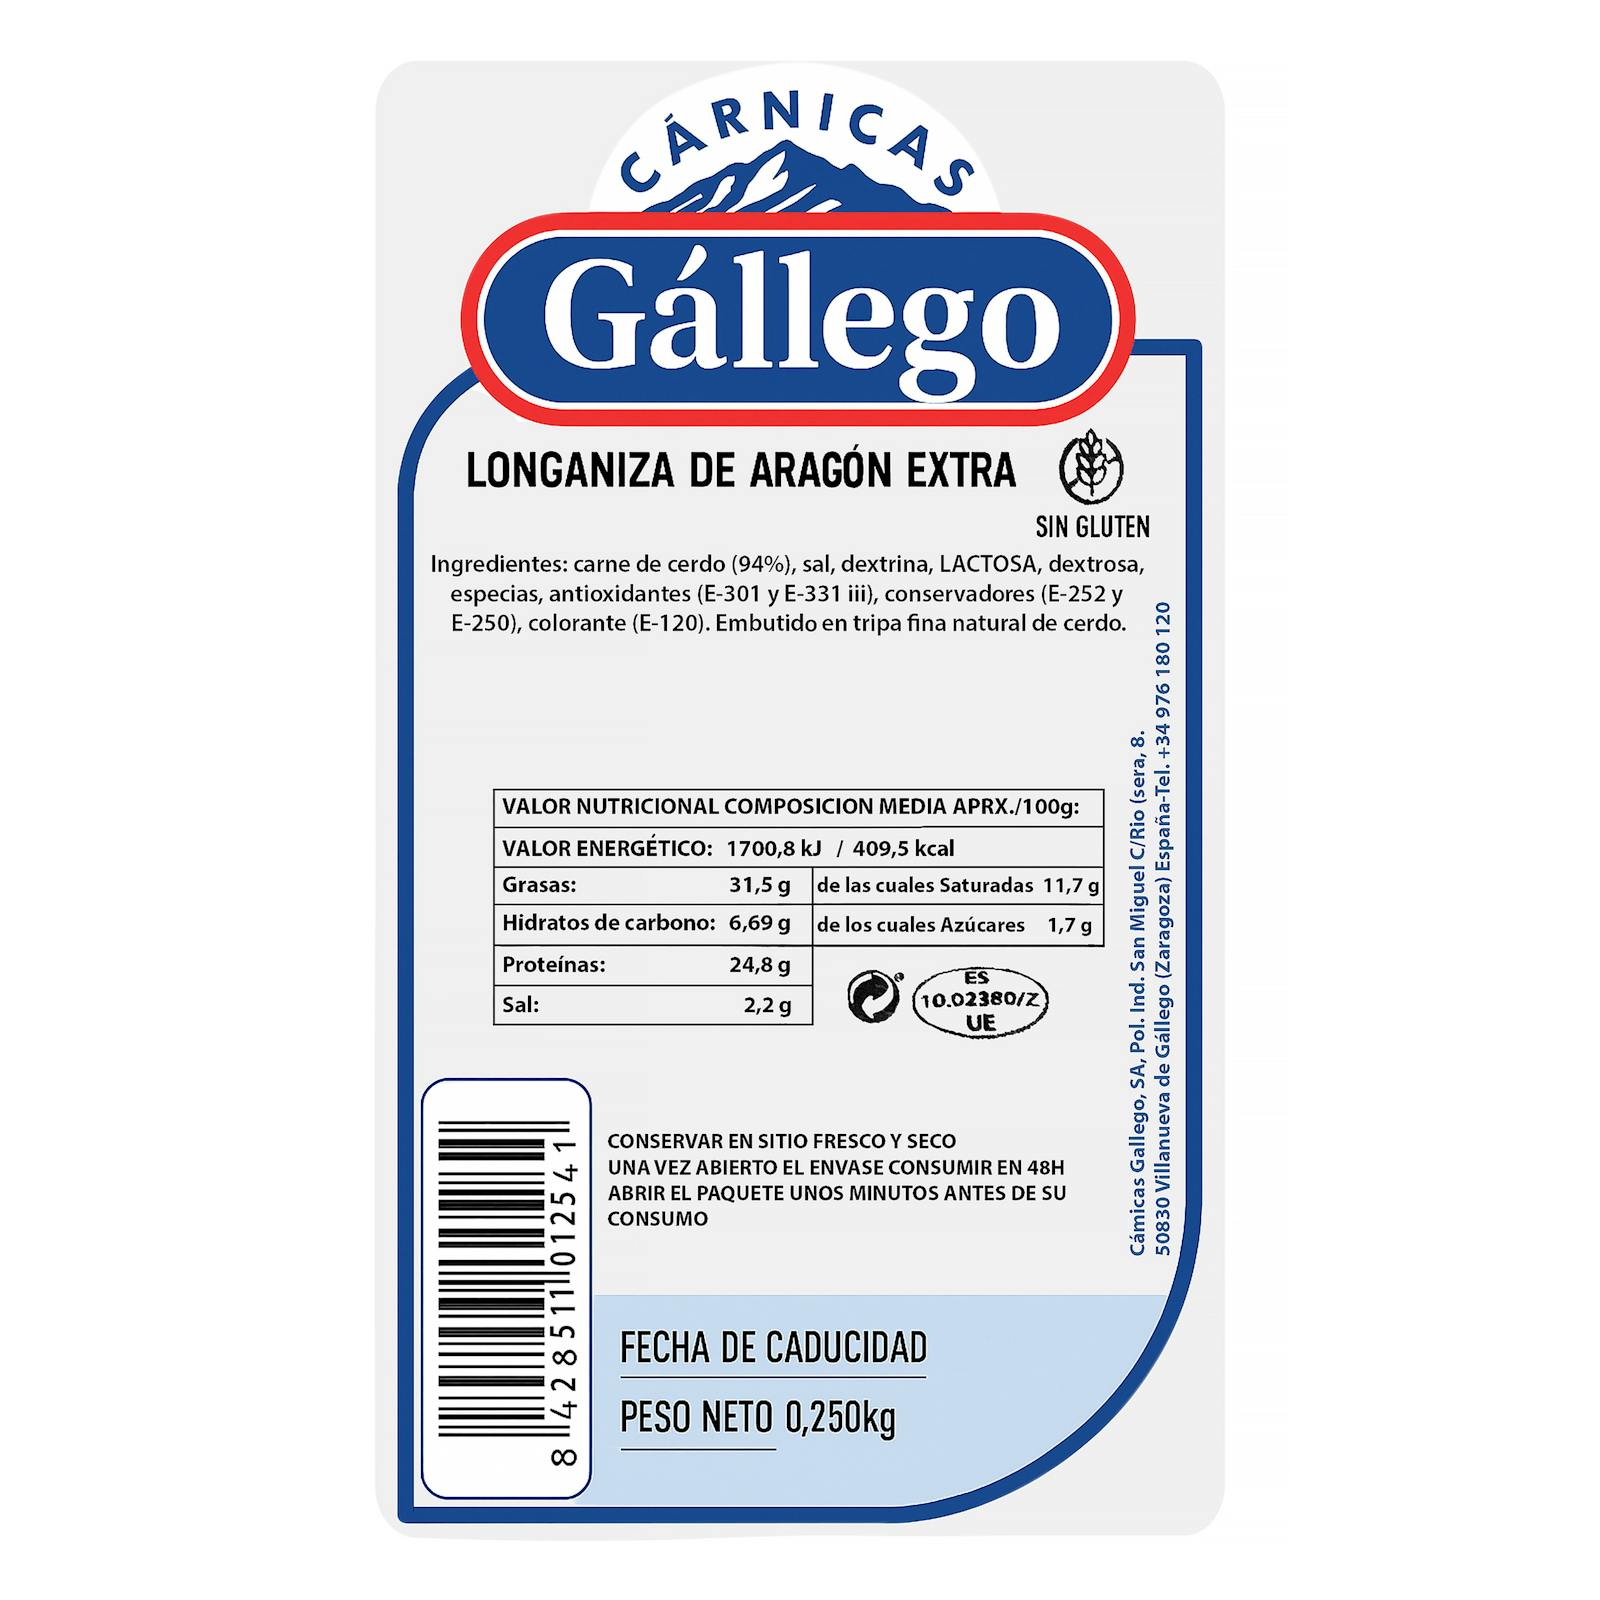 CÁRNICAS
Gállego
LONGANIZA DE ARAGÓN EXTRA
SIN GLUTEN
Ingredientes: carne de cerdo (94%), sal, dextrina, LACTOSA, dextrosa,
especias, antioxidantes (E-301 y E-331 iii), conservadores (E-252 y
E-250), colorante (E-120). Embutido en tripa fina natural de cerdo.
VALOR NUTRICIONAL COMPOSICION MEDIA APRX./100g:
VALOR ENERGÉTICO: 1700,8 kJ / 409,5 kcal
Grasas: 31,5 g de las cuales Saturadas 11,7 g
Hidratos de carbono: 6,69 g de los cuales Azúcares 1,7 g
Proteínas: 24,8 g
Sal: 2,2 g
ES
10.02380/Z
UE
Cámicas Gallego, SA, Pol. Ind. San Miguel C/Rio (sera, 8.
50830 Villanueva de Gállego (Zaragoza) España-Tel. +34 976 180 120
CONSERVAR EN SITIO FRESCO Y SECO
UNA VEZ ABIERTO EL ENVASE CONSUMIR EN 48H
ABRIR EL PAQUETE UNOS MINUTOS ANTES DE SU
CONSUMO
8 428511 012541
FECHA DE CADUCIDAD
PESO NETO 0,250kg